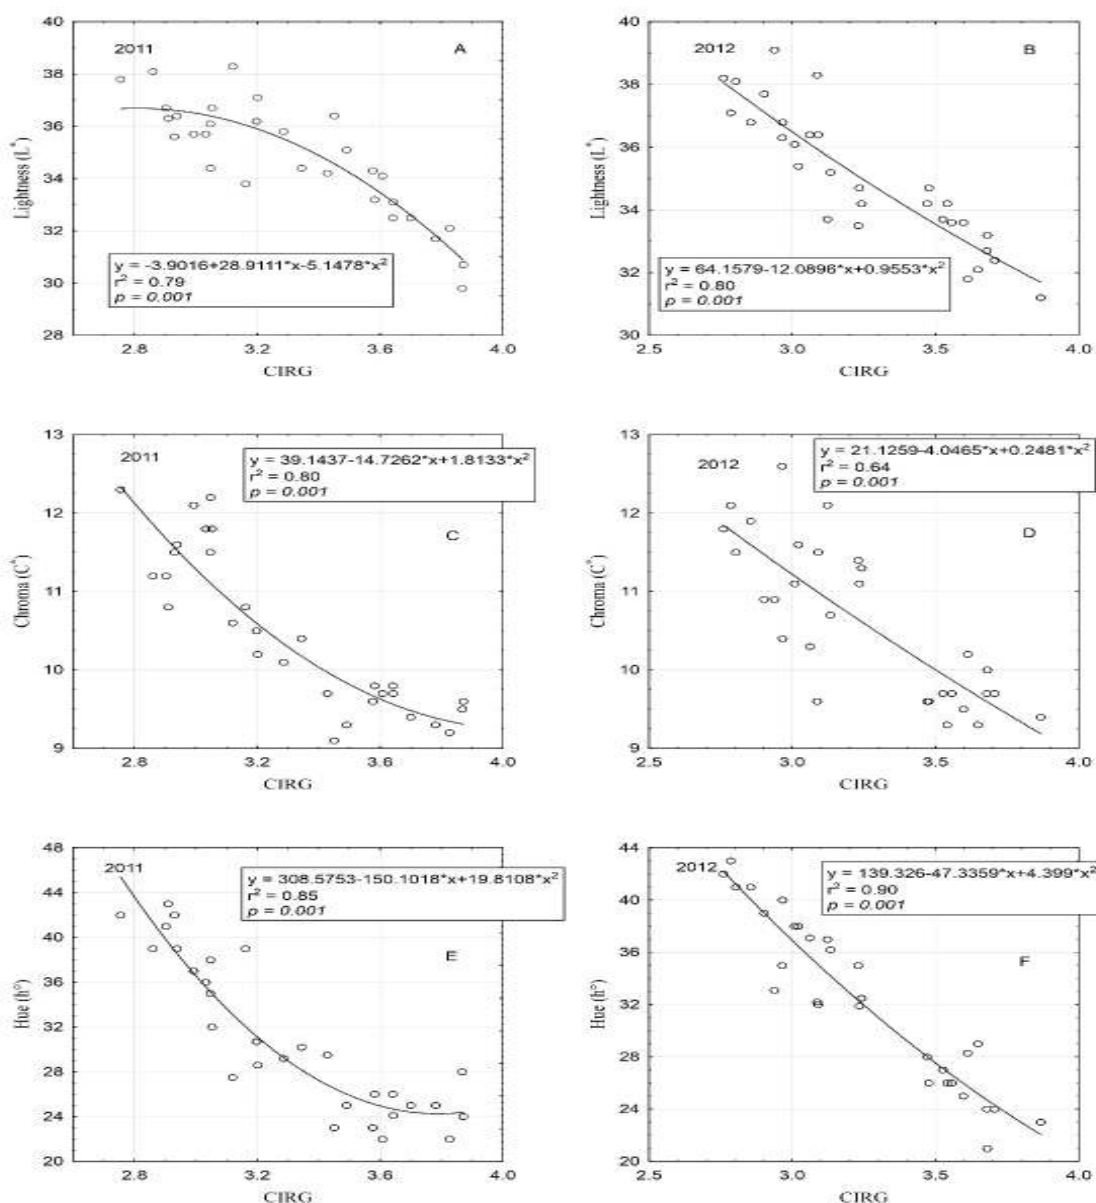 40
38
36
34
32
30
28
Lightness (L*)
2011
A
y = -3.9016+28.9111*x-5.1478*x²
r² = 0.79
p = 0.001
2.8
3.2
3.6
4.0
CIRG
40
38
36
34
32
30
Lightness (L*)
2012
B
y = 64.1579-12.0896*x+0.9553*x²
r² = 0.80
p = 0.001
2.5
3.0
3.5
4.0
CIRG
13
12
11
10
9
Chroma (C*)
2011
y = 39.1437-14.7262*x+1.8133*x²
r² = 0.80
p = 0.001
C
2.8
3.2
3.6
4.0
CIRG
13
12
11
10
9
Chroma (C*)
2012
y = 21.1259-4.0465*x+0.2481*x²
r² = 0.64
p = 0.001
D
2.5
3.0
3.5
4.0
CIRG
48
44
40
36
32
28
24
20
Hue (h°)
2011
y = 308.5753-150.1018*x+19.8108*x²
r² = 0.85
p = 0.001
E
2.8
3.2
3.6
4.0
CIRG
44
40
36
32
28
24
20
Hue (h°)
2012
y = 139.326-47.3359*x+4.399*x²
r² = 0.90
p = 0.001
F
2.5
3.0
3.5
4.0
CIRG